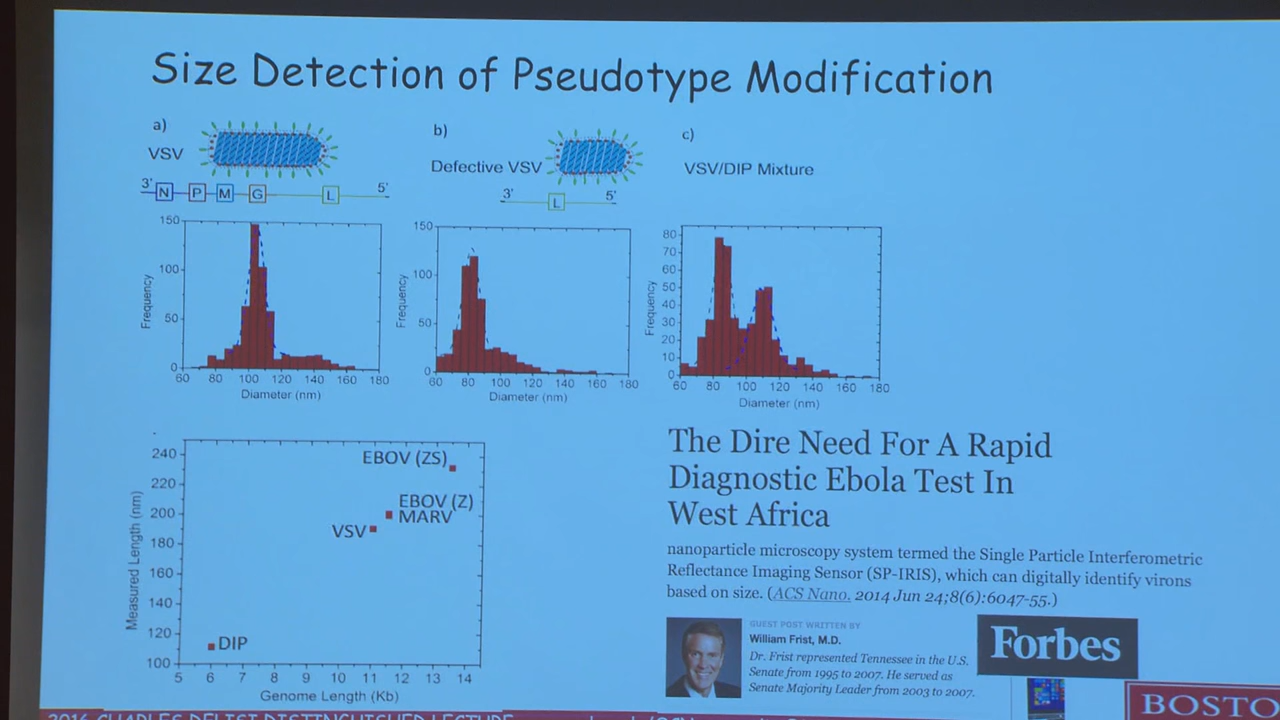 Size Detection of Pseudotype Modification
a)
VSV
3' N P M G L 5'
b)
Defective VSV
3' L 5'
c)
VSV/DIP Mixture
150
100
50
0
Frequency
60 80 100 120 140 160 180
Diameter (nm)
150
100
50
Frequency
60 80 100 120 140 160 180
Diameter (nm)
80
70
60
50
40
30
20
10
0
Frequency
60 80 100 120 140 160 180
Diameter (nm)
240
220
200
180
160
140
120
100
Measured Length (nm)
EBOV (ZS)
EBOV (Z)
MARV
VSV
DIP
5 6 7 8 9 10 11 12 13 14
Genome Length (Kb)
The Dire Need For A Rapid
Diagnostic Ebola Test In
West Africa
nanoparticle microscopy system termed the Single Particle Interferometric
Reflectance Imaging Sensor (SP-IRIS), which can digitally identify virons
based on size. (ACS Nano. 2014 Jun 24;8(6):6047-55.)
GUEST POST WRITTEN BY
William Frist, M.D.
Dr. Frist represented Tennessee in the U.S.
Senate from 1995 to 2007. He served as
Senate Majority Leader from 2003 to 2007.
Forbes
BOSTO
2016 CHARLES DELISI DISTINGUISHED LECTURE